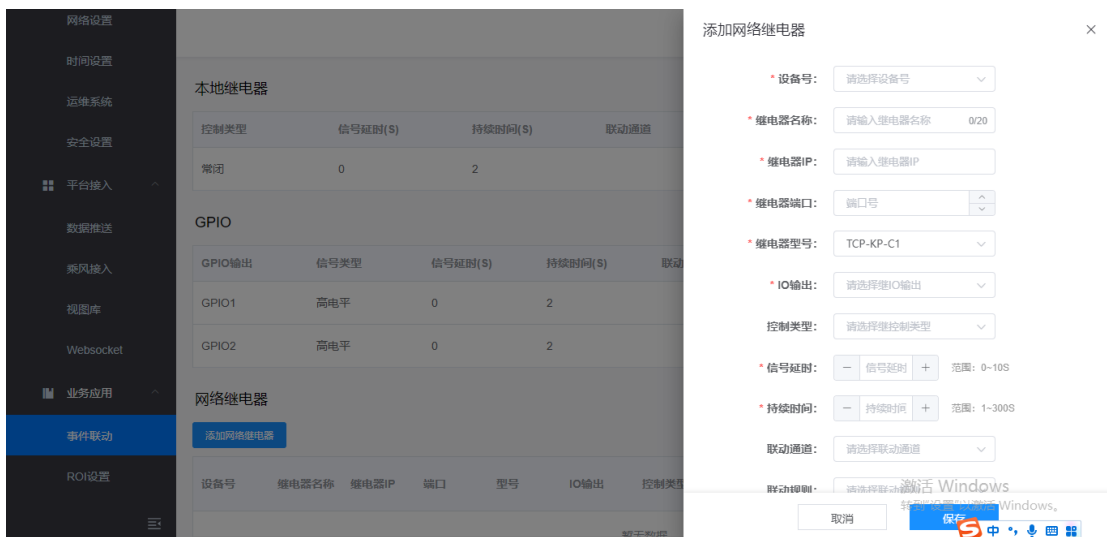 网络设置
时间设置
运维系统
安全设置
平台接入
数据推送
乘风接入
视图库
Websocket
业务应用
事件联动
ROI设置
本地继电器
控制类型 信号延时(S) 持续时间(S) 联动通道
常闭 0 2
GPIO
GPIO输出 信号类型 信号延时(S) 持续时间(S) 联动
GPIO1 高电平 0 2
GPIO2 高电平 0 2
网络继电器
添加网络继电器
设备号 继电器名称 继电器IP 端口 型号 IO输出 控制类型
暂无数据
添加网络继电器
* 设备号: 请选择设备号
* 继电器名称: 请输入继电器名称 0/20
* 继电器IP: 请输入继电器IP
* 继电器端口: 端口号
* 继电器型号: TCP-KP-C1
* IO输出: 请选择继IO输出
控制类型: 请选择继控制类型
* 信号延时: − 信号延时 + 范围: 0~10S
* 持续时间: − 持续时间 + 范围: 1~300S
联动通道: 请选择联动通道
联动规则: 请选择联动
激活 Windows
转到"设置"以激活 Windows。
取消 保存
中